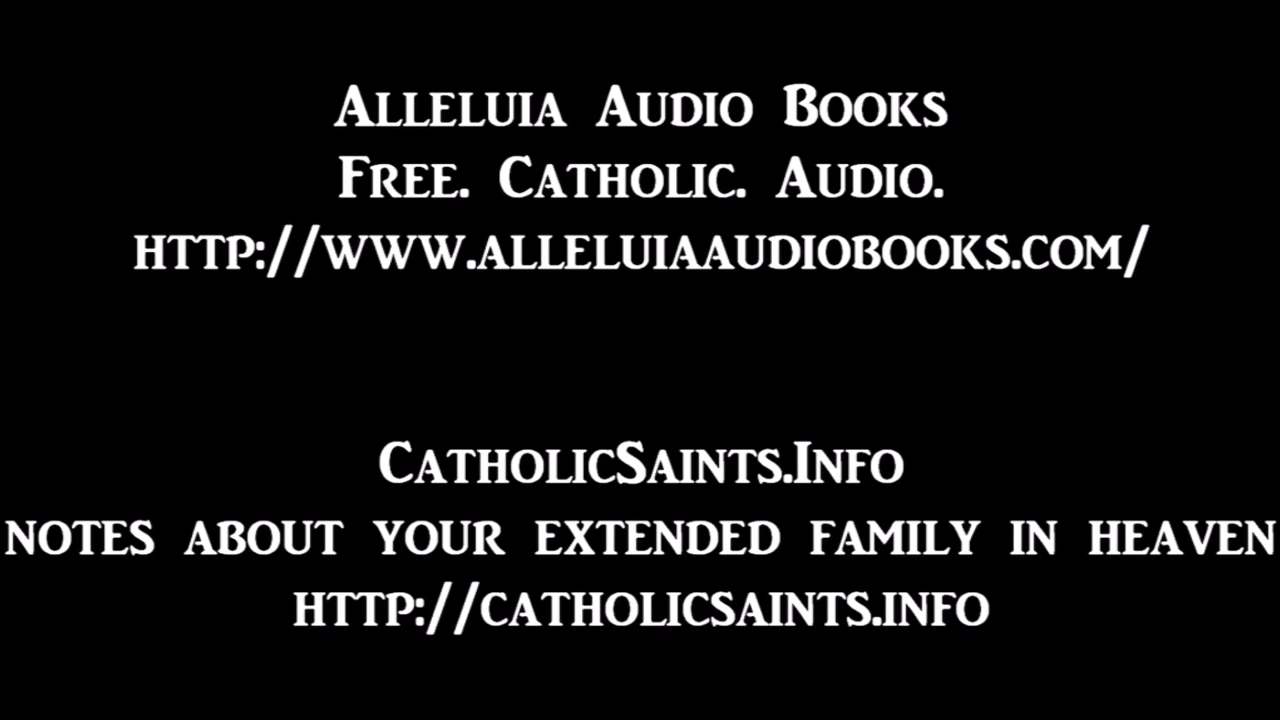 Alleluia Audio Books
Free. Catholic. Audio.
http://www.alleluiaaudiobooks.com/
CatholicSaints.Info
notes about your extended family in heaven
http://catholicsaints.info